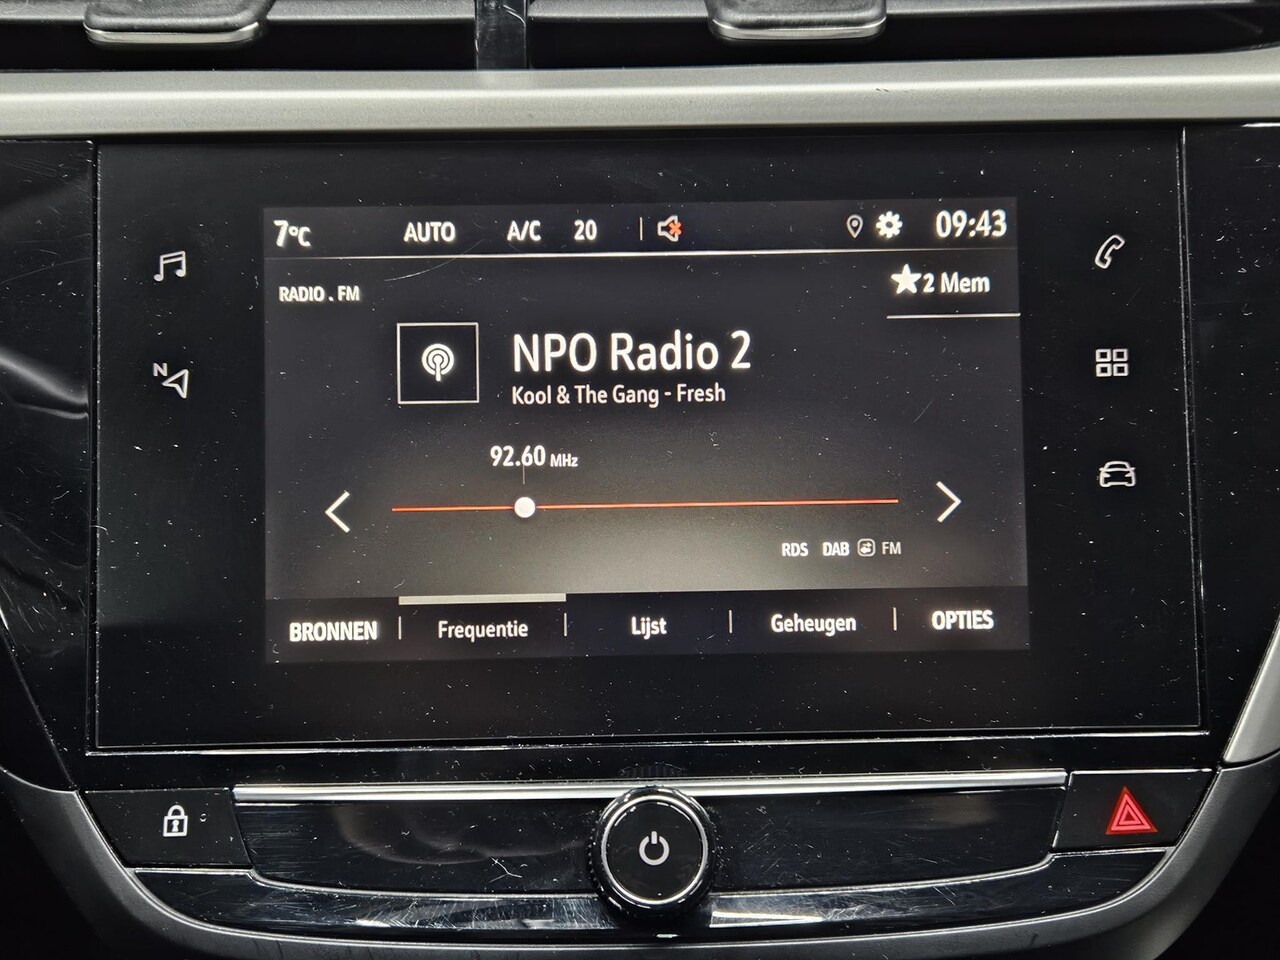 7°C AUTO A/C 20 09:43
RADIO . FM
2 Mem
N
NPO Radio 2
Kool & The Gang - Fresh
92.60 MHz
RDS DAB FM
BRONNEN Frequentie Lijst Geheugen OPTIES